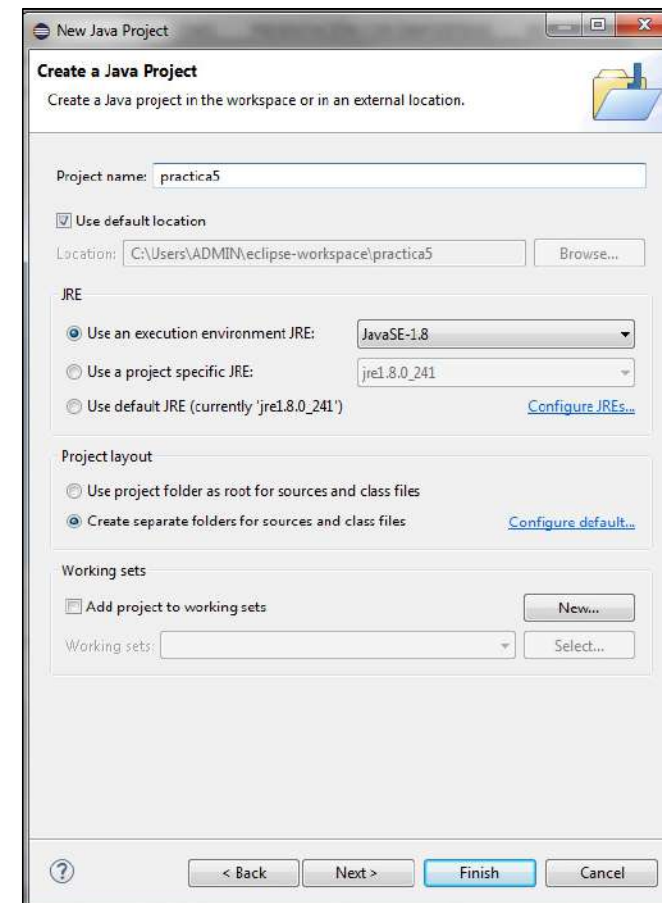 New Java Project
Create a Java Project
Create a Java project in the workspace or in an external location.
Project name: practica5
Use default location
Location: C:\Users\ADMIN\eclipse-workspace\practica5 Browse...
JRE
Use an execution environment JRE: JavaSE-1.8
Use a project specific JRE: jre1.8.0_241
Use default JRE (currently 'jre1.8.0_241') Configure JREs...
Project layout
Use project folder as root for sources and class files
Create separate folders for sources and class files Configure default...
Working sets
Add project to working sets New...
Working sets: Select...
? < Back Next > Finish Cancel